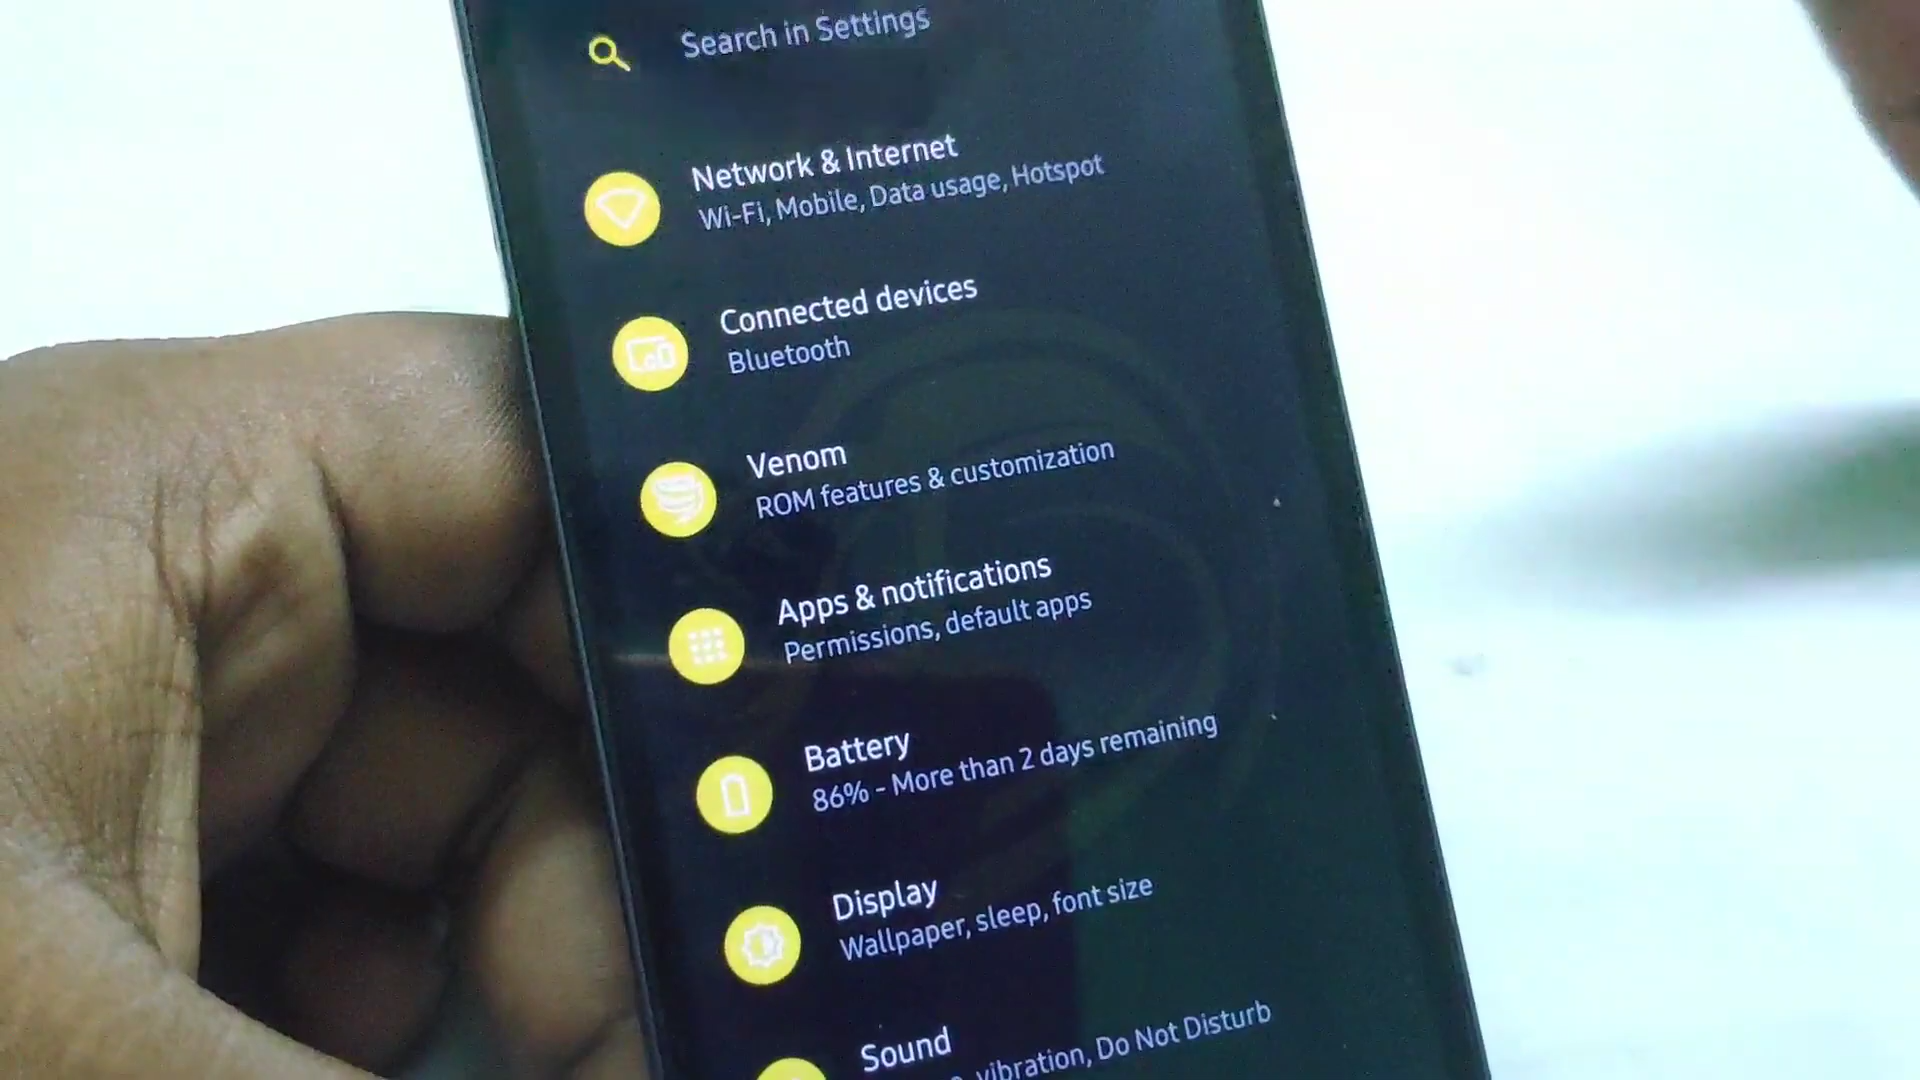 Search in Settings
Network & Internet
Wi-Fi, Mobile, Data usage, Hotspot
Connected devices
Bluetooth
Venom
ROM features & customization
Apps & notifications
Permissions, default apps
Battery
86% - More than 2 days remaining
Display
Wallpaper, sleep, font size
Sound
vibration, Do Not Disturb